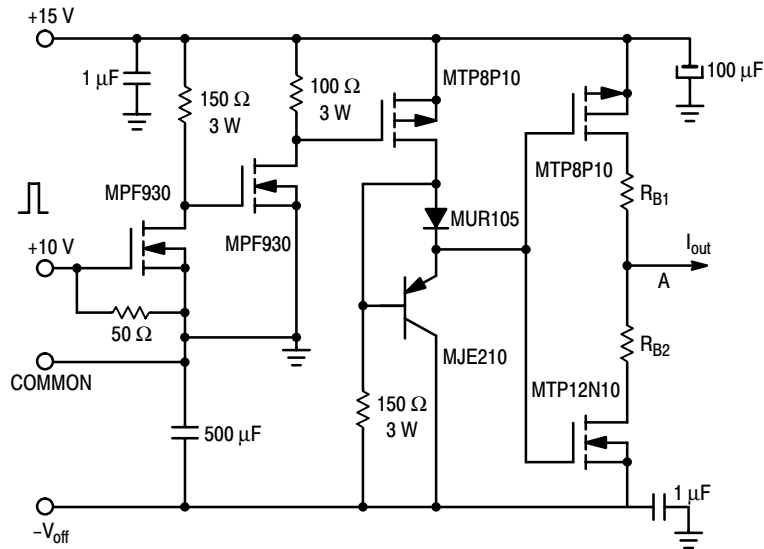 +15 V
1 μF
150 Ω
3 W
100 Ω
3 W
MTP8P10
100 μF
MPF930
MPF930
MTP8P10
R_B1
MUR105
+10 V
I_out
A
50 Ω
COMMON
MJE210
R_B2
MTP12N10
500 μF
150 Ω
3 W
1 μF
–V_off